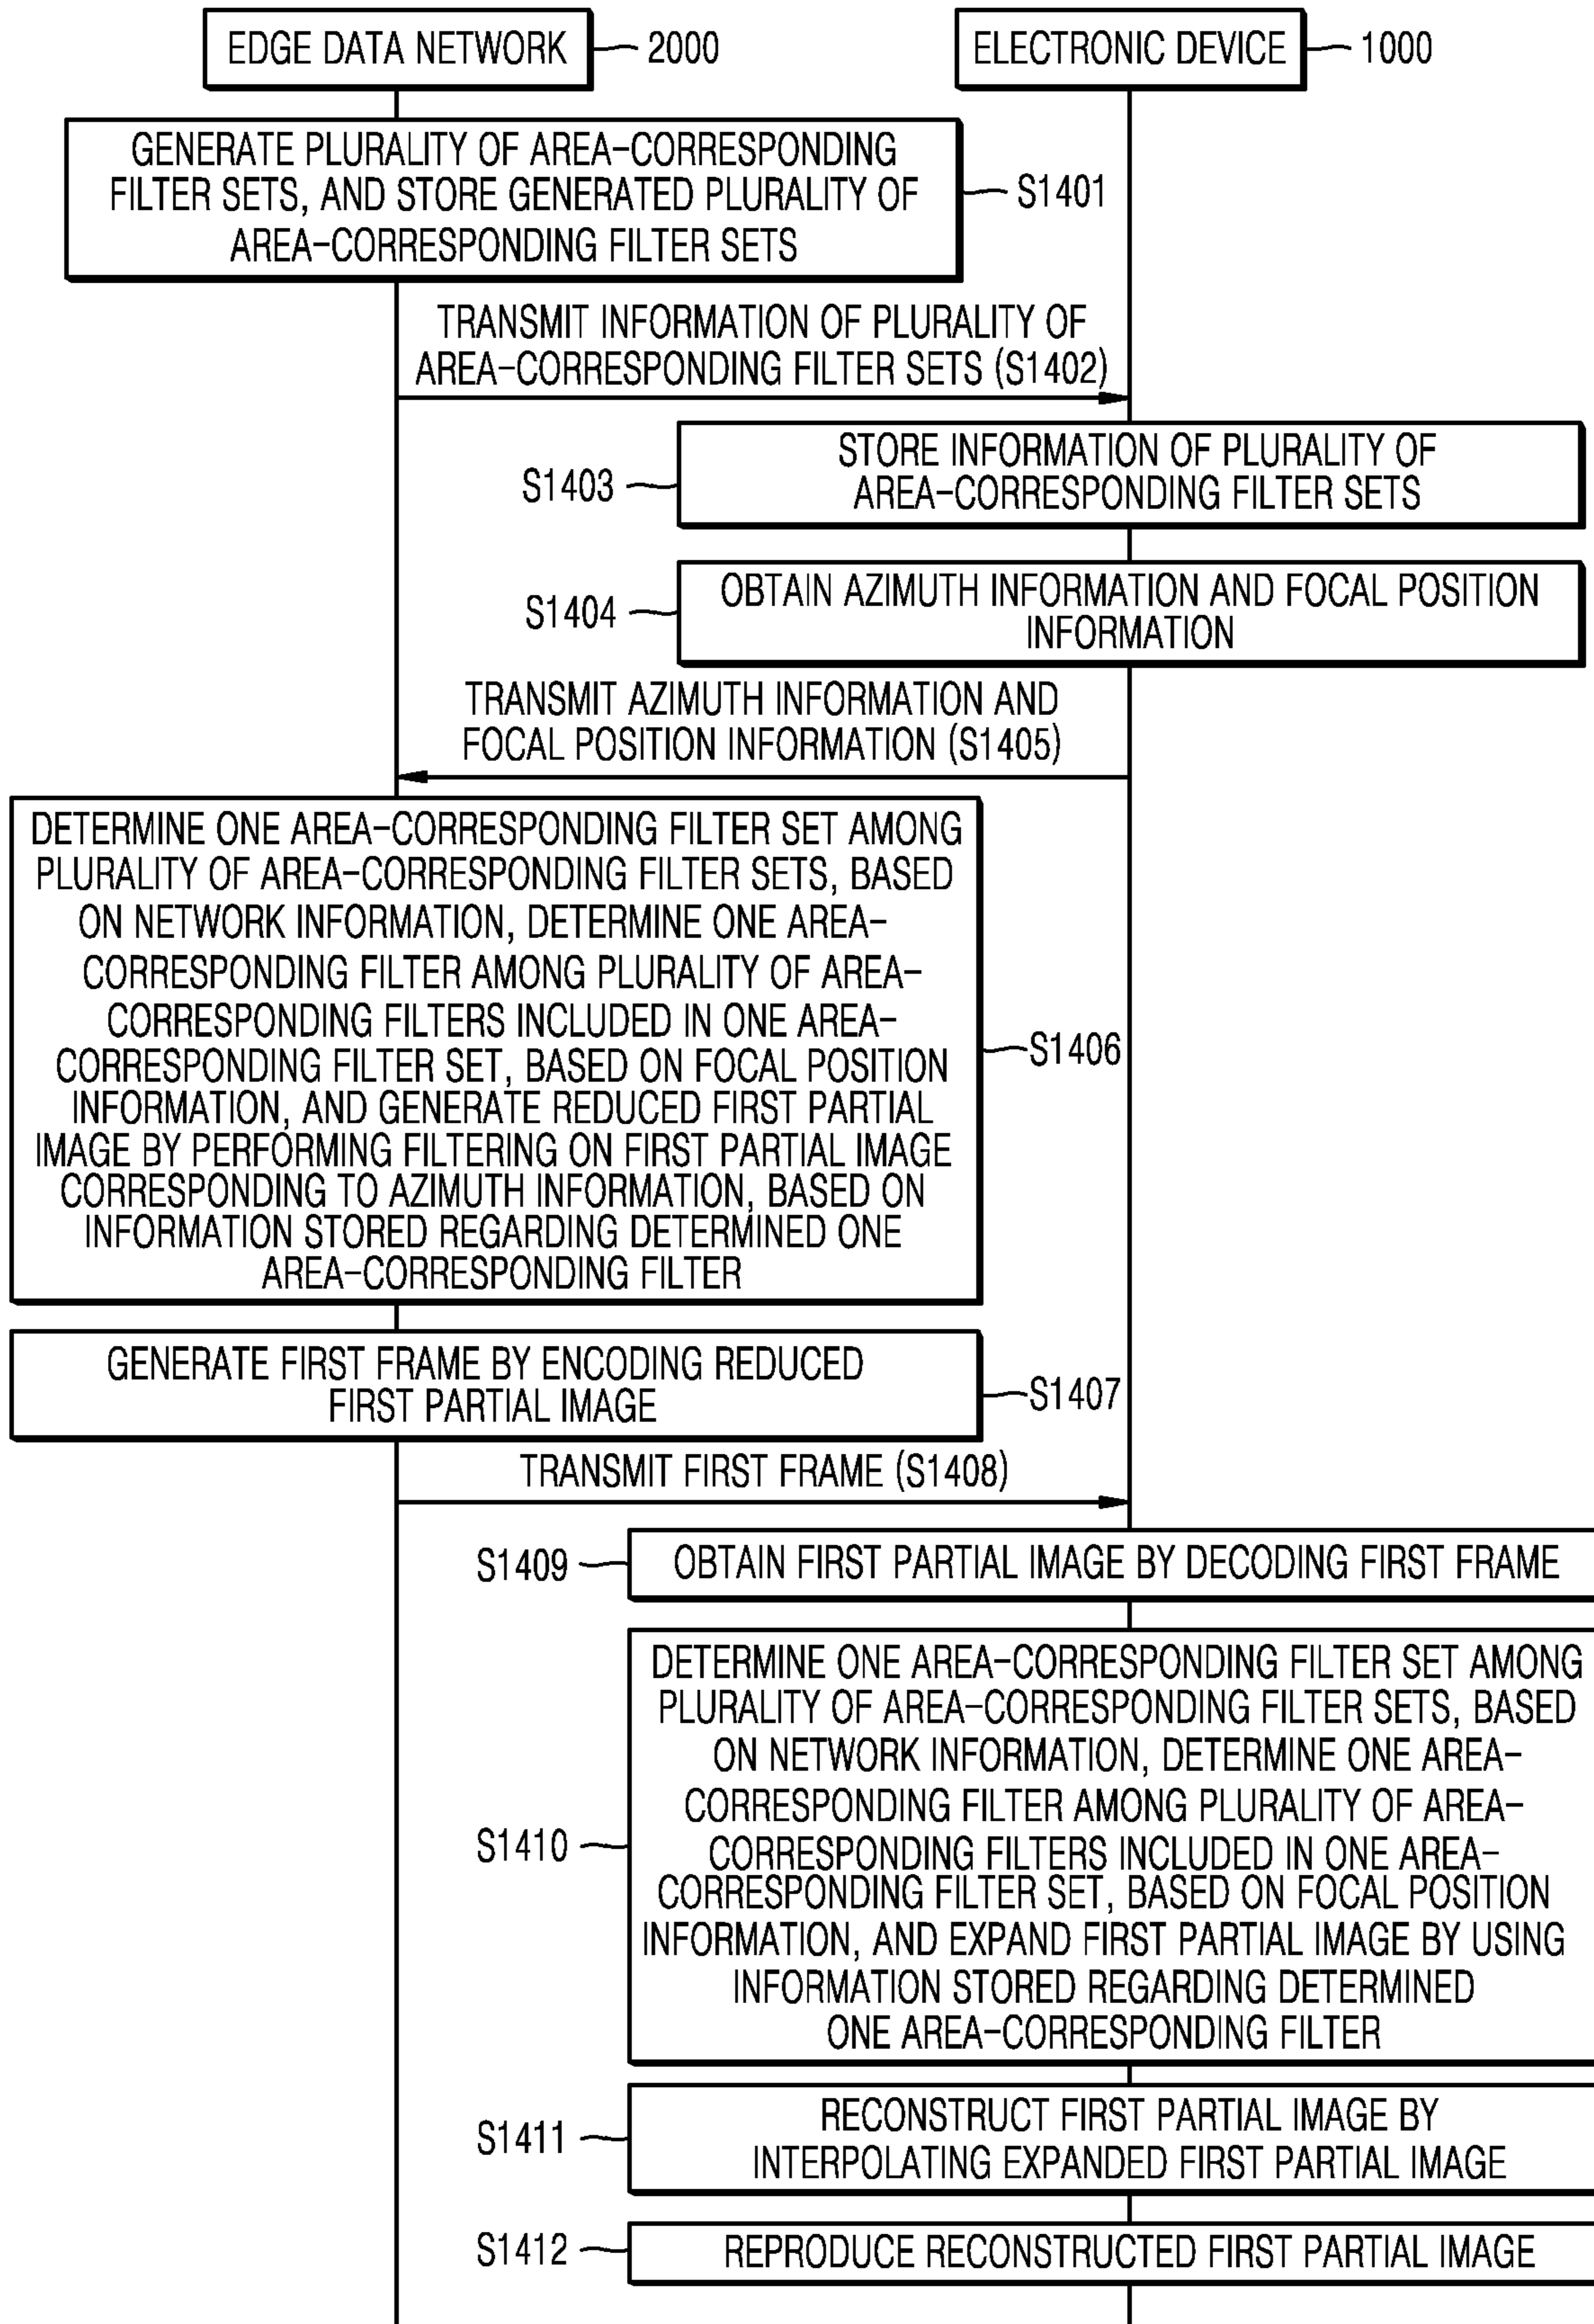 EDGE DATA NETWORK 2000
ELECTRONIC DEVICE 1000
GENERATE PLURALITY OF AREA-CORRESPONDING
FILTER SETS, AND STORE GENERATED PLURALITY OF
AREA-CORRESPONDING FILTER SETS
S1401
TRANSMIT INFORMATION OF PLURALITY OF
AREA-CORRESPONDING FILTER SETS (S1402)
S1403
STORE INFORMATION OF PLURALITY OF
AREA-CORRESPONDING FILTER SETS
S1404
OBTAIN AZIMUTH INFORMATION AND FOCAL POSITION
INFORMATION
TRANSMIT AZIMUTH INFORMATION AND
FOCAL POSITION INFORMATION (S1405)
DETERMINE ONE AREA-CORRESPONDING FILTER SET AMONG
PLURALITY OF AREA-CORRESPONDING FILTER SETS, BASED
ON NETWORK INFORMATION, DETERMINE ONE AREA-
CORRESPONDING FILTER AMONG PLURALITY OF AREA-
CORRESPONDING FILTERS INCLUDED IN ONE AREA-
CORRESPONDING FILTER SET, BASED ON FOCAL POSITION
INFORMATION, AND GENERATE REDUCED FIRST PARTIAL
IMAGE BY PERFORMING FILTERING ON FIRST PARTIAL IMAGE
CORRESPONDING TO AZIMUTH INFORMATION, BASED ON
INFORMATION STORED REGARDING DETERMINED ONE
AREA-CORRESPONDING FILTER
S1406
GENERATE FIRST FRAME BY ENCODING REDUCED
FIRST PARTIAL IMAGE
S1407
TRANSMIT FIRST FRAME (S1408)
S1409
OBTAIN FIRST PARTIAL IMAGE BY DECODING FIRST FRAME
S1410
DETERMINE ONE AREA-CORRESPONDING FILTER SET AMONG
PLURALITY OF AREA-CORRESPONDING FILTER SETS, BASED
ON NETWORK INFORMATION, DETERMINE ONE AREA-
CORRESPONDING FILTER AMONG PLURALITY OF AREA-
CORRESPONDING FILTERS INCLUDED IN ONE AREA-
CORRESPONDING FILTER SET, BASED ON FOCAL POSITION
INFORMATION, AND EXPAND FIRST PARTIAL IMAGE BY USING
INFORMATION STORED REGARDING DETERMINED
ONE AREA-CORRESPONDING FILTER
S1411
RECONSTRUCT FIRST PARTIAL IMAGE BY
INTERPOLATING EXPANDED FIRST PARTIAL IMAGE
S1412
REPRODUCE RECONSTRUCTED FIRST PARTIAL IMAGE